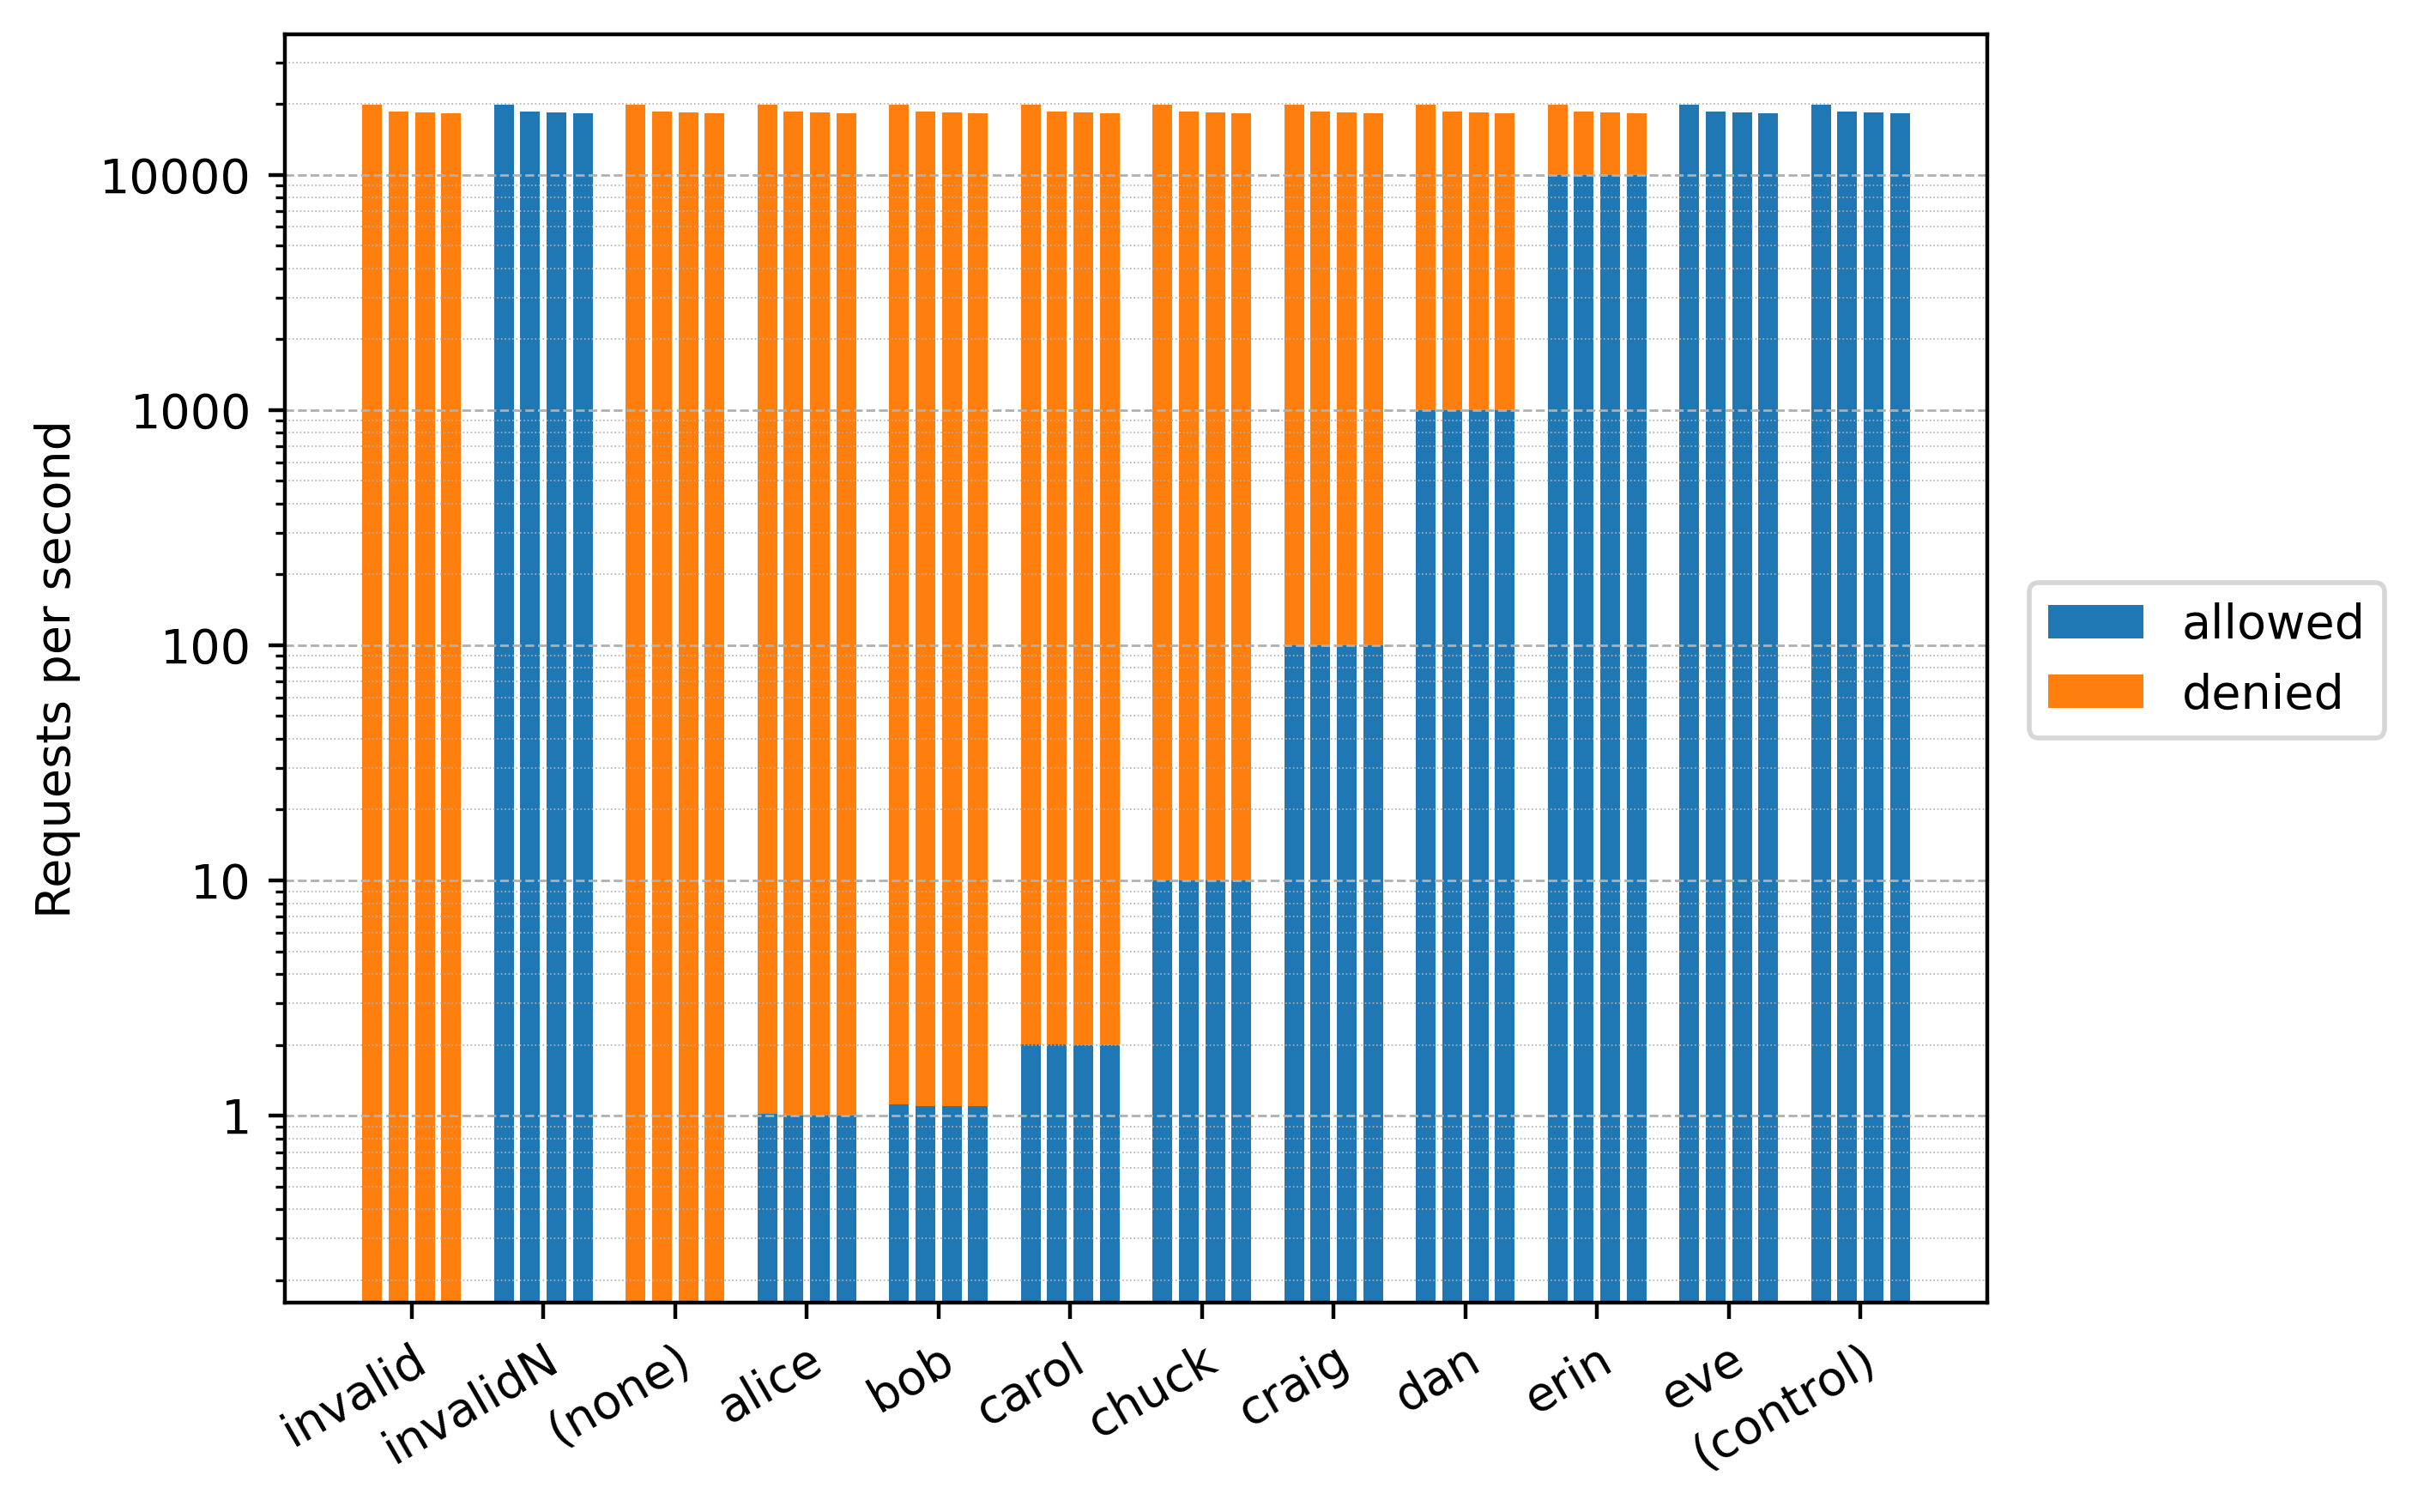 Requests per second
10000
1000
100
10
1
invalid
invalidN
(none)
alice
bob
carol
chuck
craig
dan
erin
eve
(control)
allowed
denied